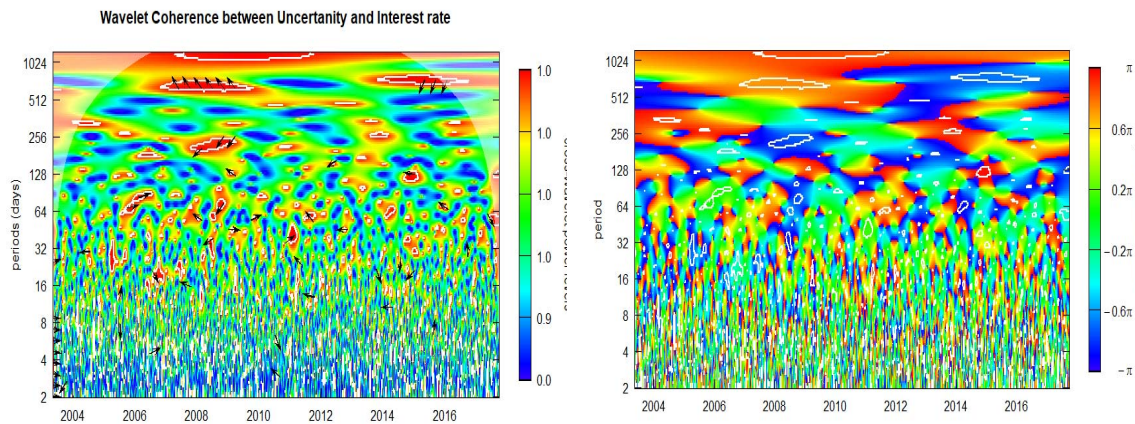 Wavelet Coherence between Uncertanity and Interest rate
periods (days)
1024
512
256
128
64
32
16
8
4
2
2004 2006 2008 2010 2012 2014 2016
1.0
1.0
1.0
1.0
0.9
0.0
period
1024
512
256
128
64
32
16
8
4
2
2004 2006 2008 2010 2012 2014 2016
π
0.6π
0.2π
− 0.2π
− 0.6π
− π